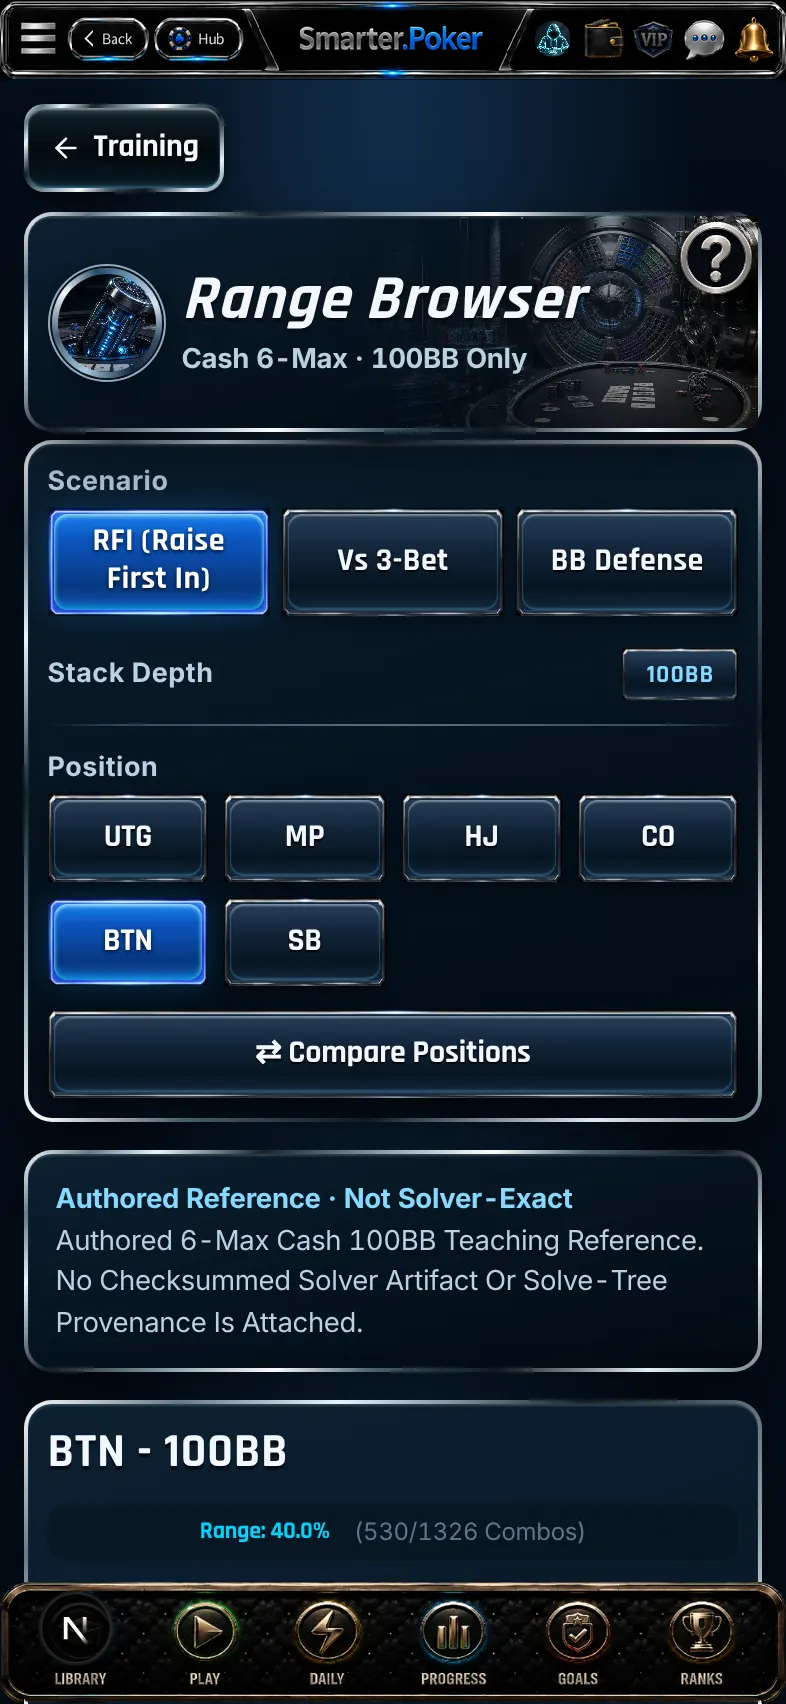 Back
Hub
Smarter.Poker
VIP
← Training
Range Browser
?
Cash 6-Max · 100BB Only
Scenario
RFI (Raise First In)
Vs 3-Bet
BB Defense
Stack Depth
100BB
Position
UTG
MP
HJ
CO
BTN
SB
⇄ Compare Positions
Authored Reference · Not Solver-Exact
Authored 6-Max Cash 100BB Teaching Reference.
No Checksummed Solver Artifact Or Solve-Tree
Provenance Is Attached.
BTN - 100BB
Range: 40.0% (530/1326 Combos)
N
LIBRARY
PLAY
DAILY
PROGRESS
GOALS
RANKS